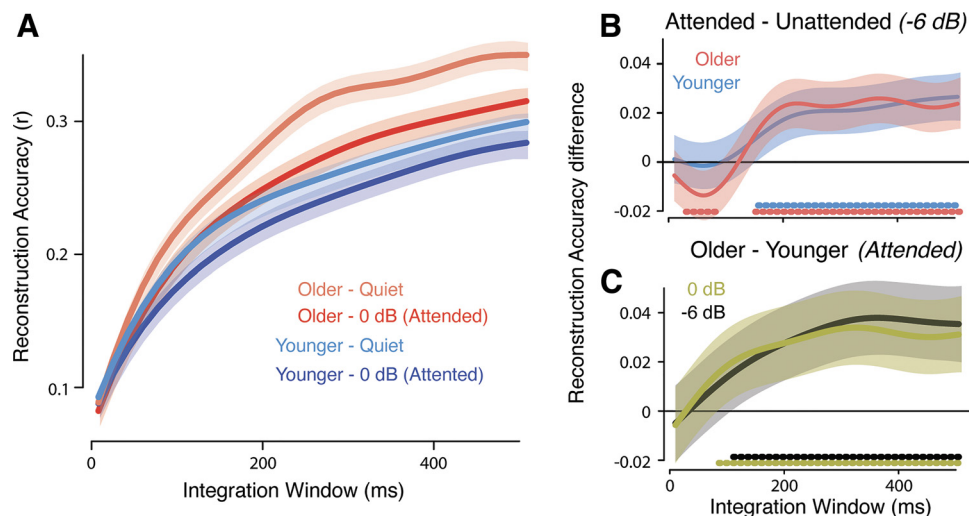 A
Reconstruction Accuracy (r)
0.3
0.2
0.1
Older - Quiet
Older - 0 dB (Attended)
Younger - Quiet
Younger - 0 dB (Attented)
0
200
400
Integration Window (ms)
B
Attended - Unattended (-6 dB)
Older
Younger
0.04
0.02
0
-0.02
Reconstruction Accuracy difference
Older - Younger (Attended)
C
0 dB
-6 dB
0.04
0.02
0
-0.02
0
200
400
Integration Window (ms)